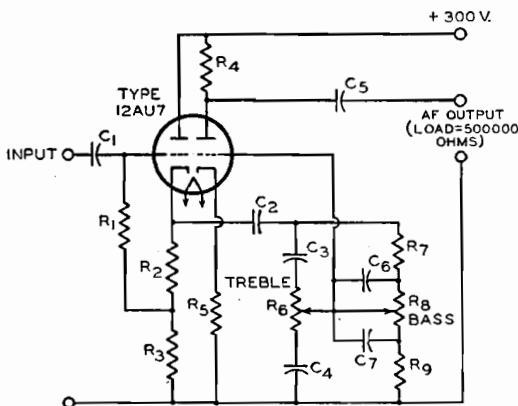 + 300 V.
R4
C5
TYPE
12AU7
AF OUTPUT
(LOAD=500000
OHMS)
C1
INPUT
C2
R1
R2
C3
R7
C6
TREBLE
R8
R5
R6
BASS
C7
R3
C4
R9